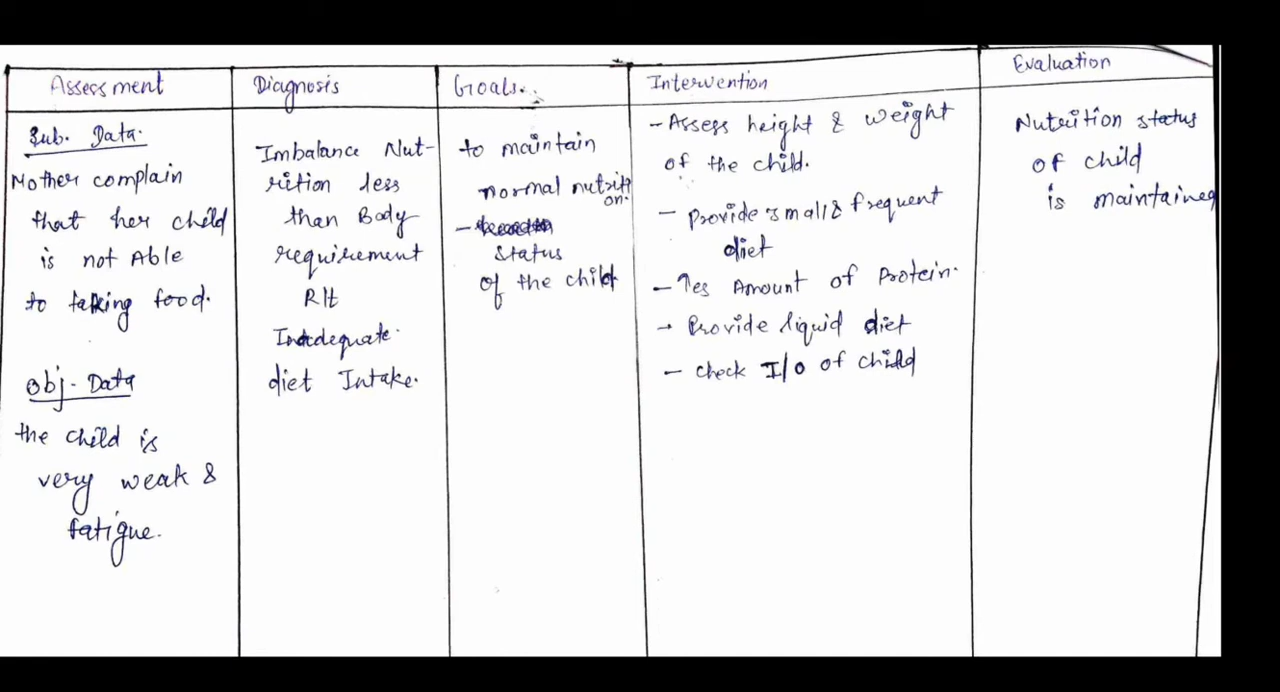 Assessment
Sub. Data.
Mother complain
that her child
is not Able
to taking food.
Obj- Data
the child is
very weak &
fatigue.
Diagnosis
Imbalance Nut-
rition less
than Body
requirement
R|t
Inadequate.
diet Intake.
Goals..
to maintain
normal nutriti
on.
-
status
of the child
Intervention
- Assess height & weight
of the child.
- Provide small & frequent
diet
- ↑es Amount of Protein.
→ Provide liquid diet
- Check I/O of child
Evaluation
Nutrition status
of child
is maintained